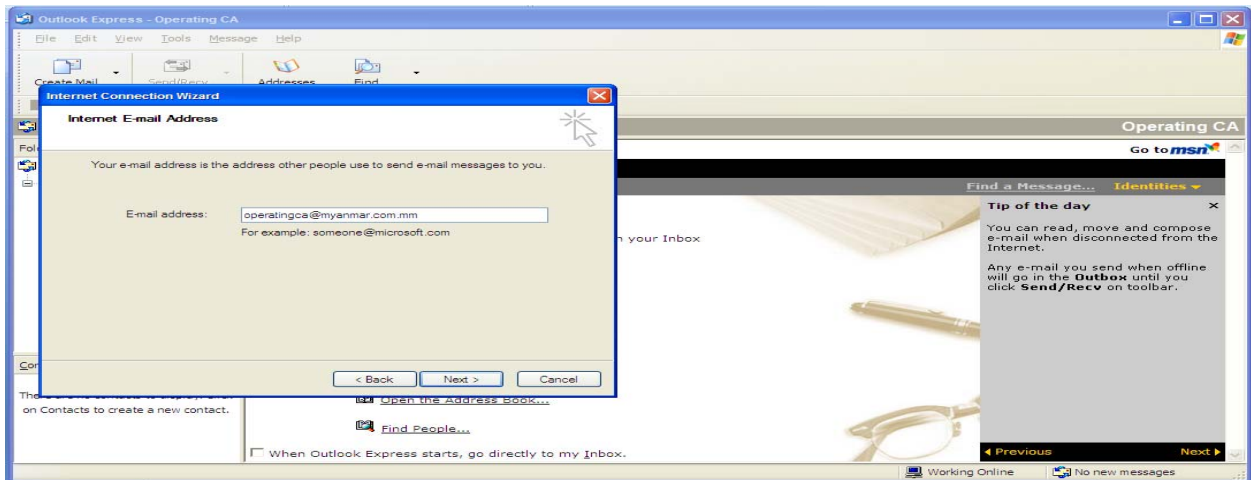 Outlook Express - Operating CA
File Edit View Tools Message Help
Create Mail Send/Recv Addresses Find
Internet Connection Wizard
Internet E-mail Address
Your e-mail address is the address other people use to send e-mail messages to you.
E-mail address: operatingca@myanmar.com.mm
For example: someone@microsoft.com
< Back Next > Cancel
Operating CA
Go to msn
Find a Message... Identities
n your Inbox
Tip of the day ×
You can read, move and compose
e-mail when disconnected from the
Internet.
Any e-mail you send when offline
will go in the Outbox until you
click Send/Recv on toolbar.
Previous Next
on Contacts to create a new contact.
Open the Address Book...
Find People...
When Outlook Express starts, go directly to my Inbox.
Working Online No new messages